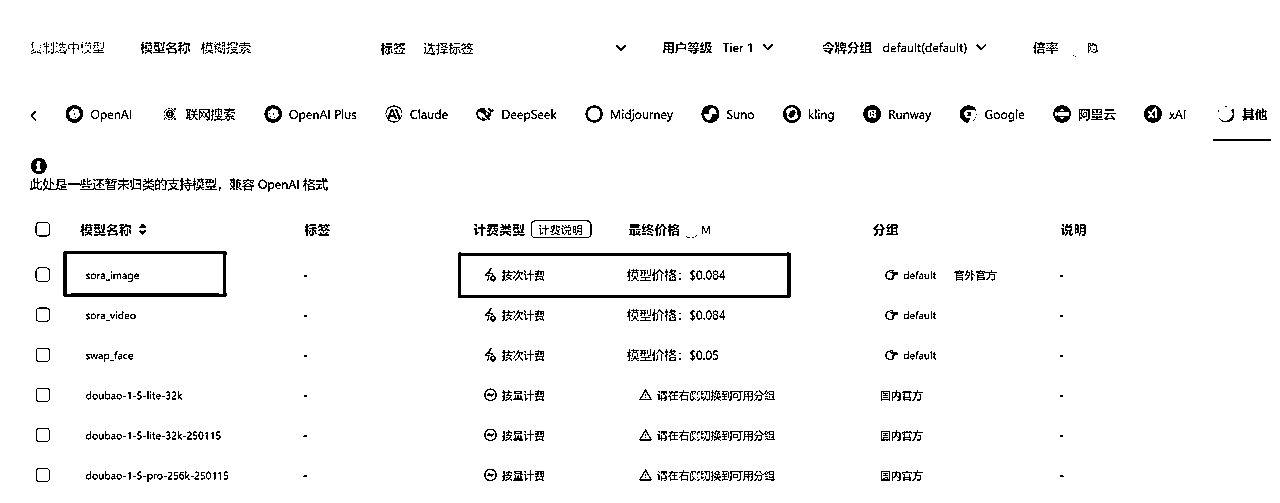 复制选中模型 模型名称 模糊搜索 标签 选择标签 用户等级 Tier 1 令牌分组 default(default) 倍率
OpenAI 联网搜索 OpenAI Plus Claude DeepSeek Midjourney Suno kling Runway Google 阿里云 xAI 其他
此处是一些还暂未归类的支持模型，兼容 OpenAI 格式
模型名称 标签 计费类型 计费说明 最终价格 M 分组 说明
sora_image - 按次计费 模型价格：$0.084 default 官外官方 -
sora_video - 按次计费 模型价格：$0.084 default -
swap_face - 按次计费 模型价格：$0.05 default -
doubao-1-5-lite-32k - 按量计费 请在右侧切换到可用分组 国内官方 -
doubao-1-5-lite-32k-250115 - 按量计费 请在右侧切换到可用分组 国内官方 -
doubao-1-5-pro-256k-250115 - 按量计费 请在右侧切换到可用分组 国内官方 -